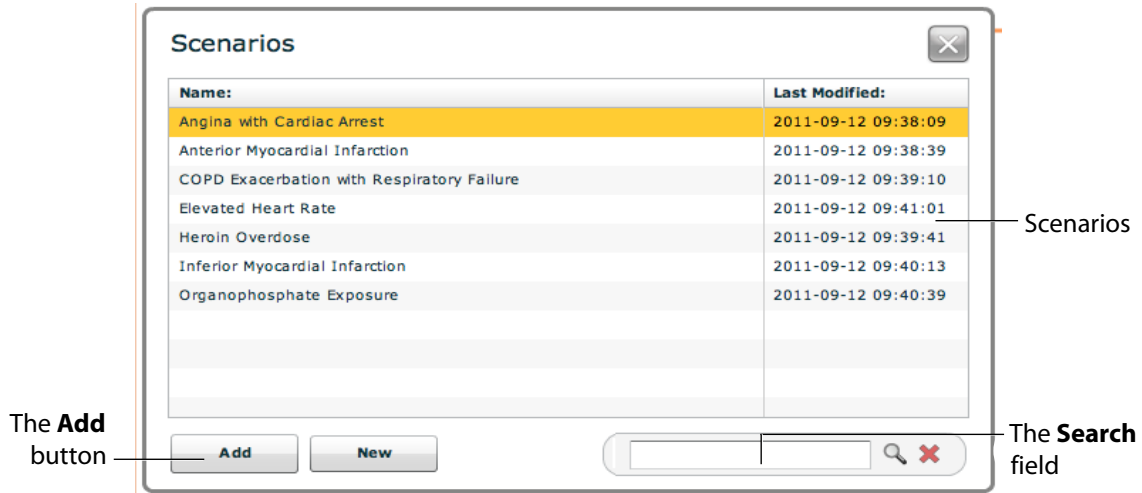 Scenarios
Name: Last Modified:
Angina with Cardiac Arrest 2011-09-12 09:38:09
Anterior Myocardial Infarction 2011-09-12 09:38:39
COPD Exacerbation with Respiratory Failure 2011-09-12 09:39:10
Elevated Heart Rate 2011-09-12 09:41:01
Scenarios
Heroin Overdose 2011-09-12 09:39:41
Inferior Myocardial Infarction 2011-09-12 09:40:13
Organophosphate Exposure 2011-09-12 09:40:39
The Add
button
Add New
The Search
field